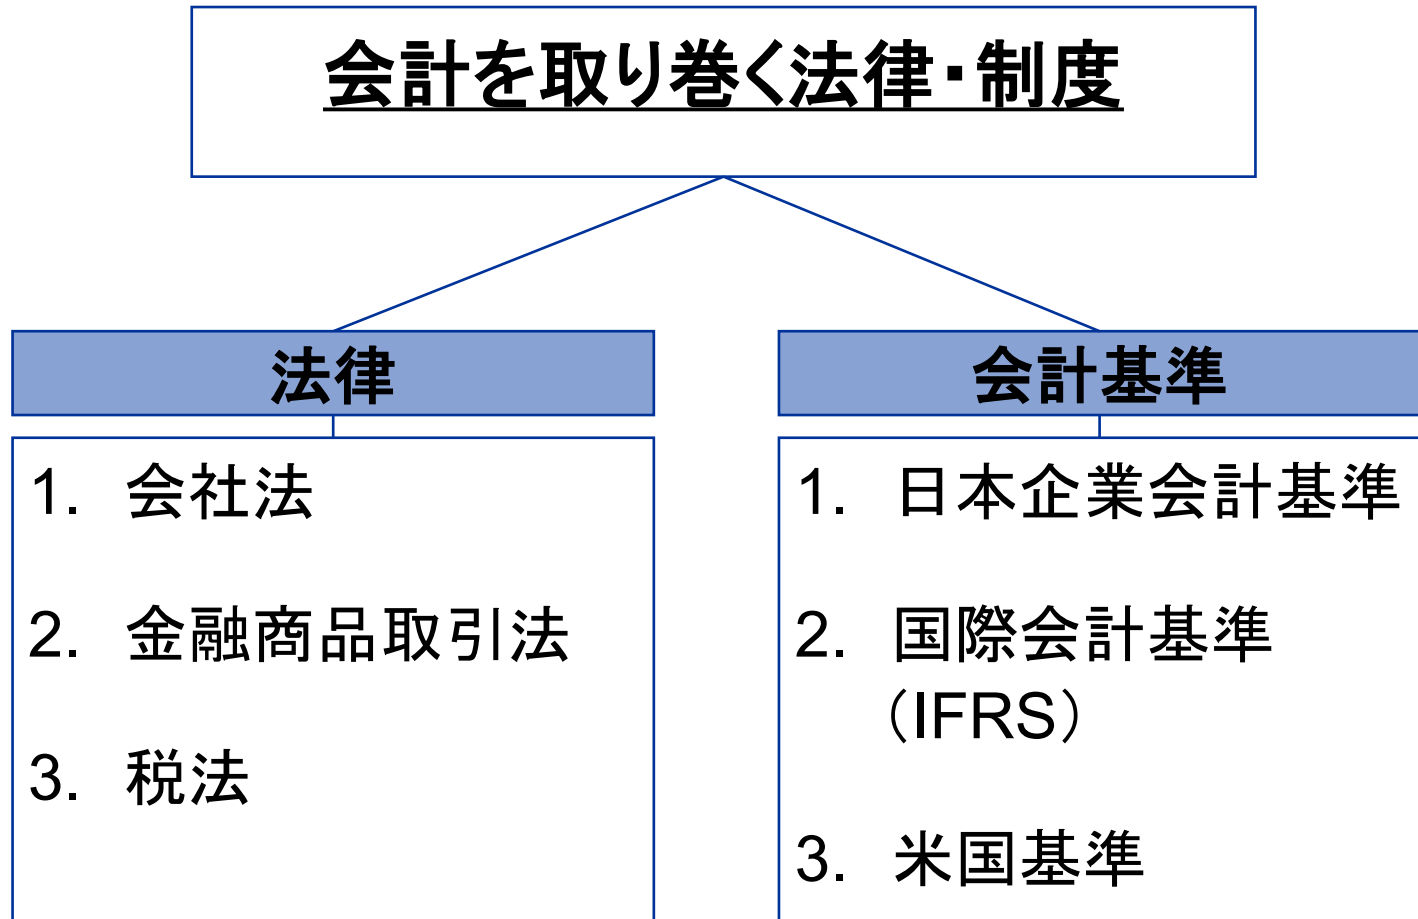 会計を取り巻く法律・制度
法律
1. 会社法
2. 金融商品取引法
3. 税法
会計基準
1. 日本企業会計基準
2. 国際会計基準
（IFRS）
3. 米国基準